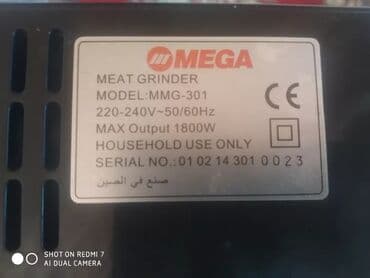 OMEGA
MEAT GRINDER
MODEL:MMG-301
220-240V~50/60Hz
MAX Output 1800W
HOUSEHOLD USE ONLY
SERIAL NO.: 01 02 14 301 0 0 2 3
صنع في الصين
CE
SHOT ON REDMI 7
AI DUAL CAMERA